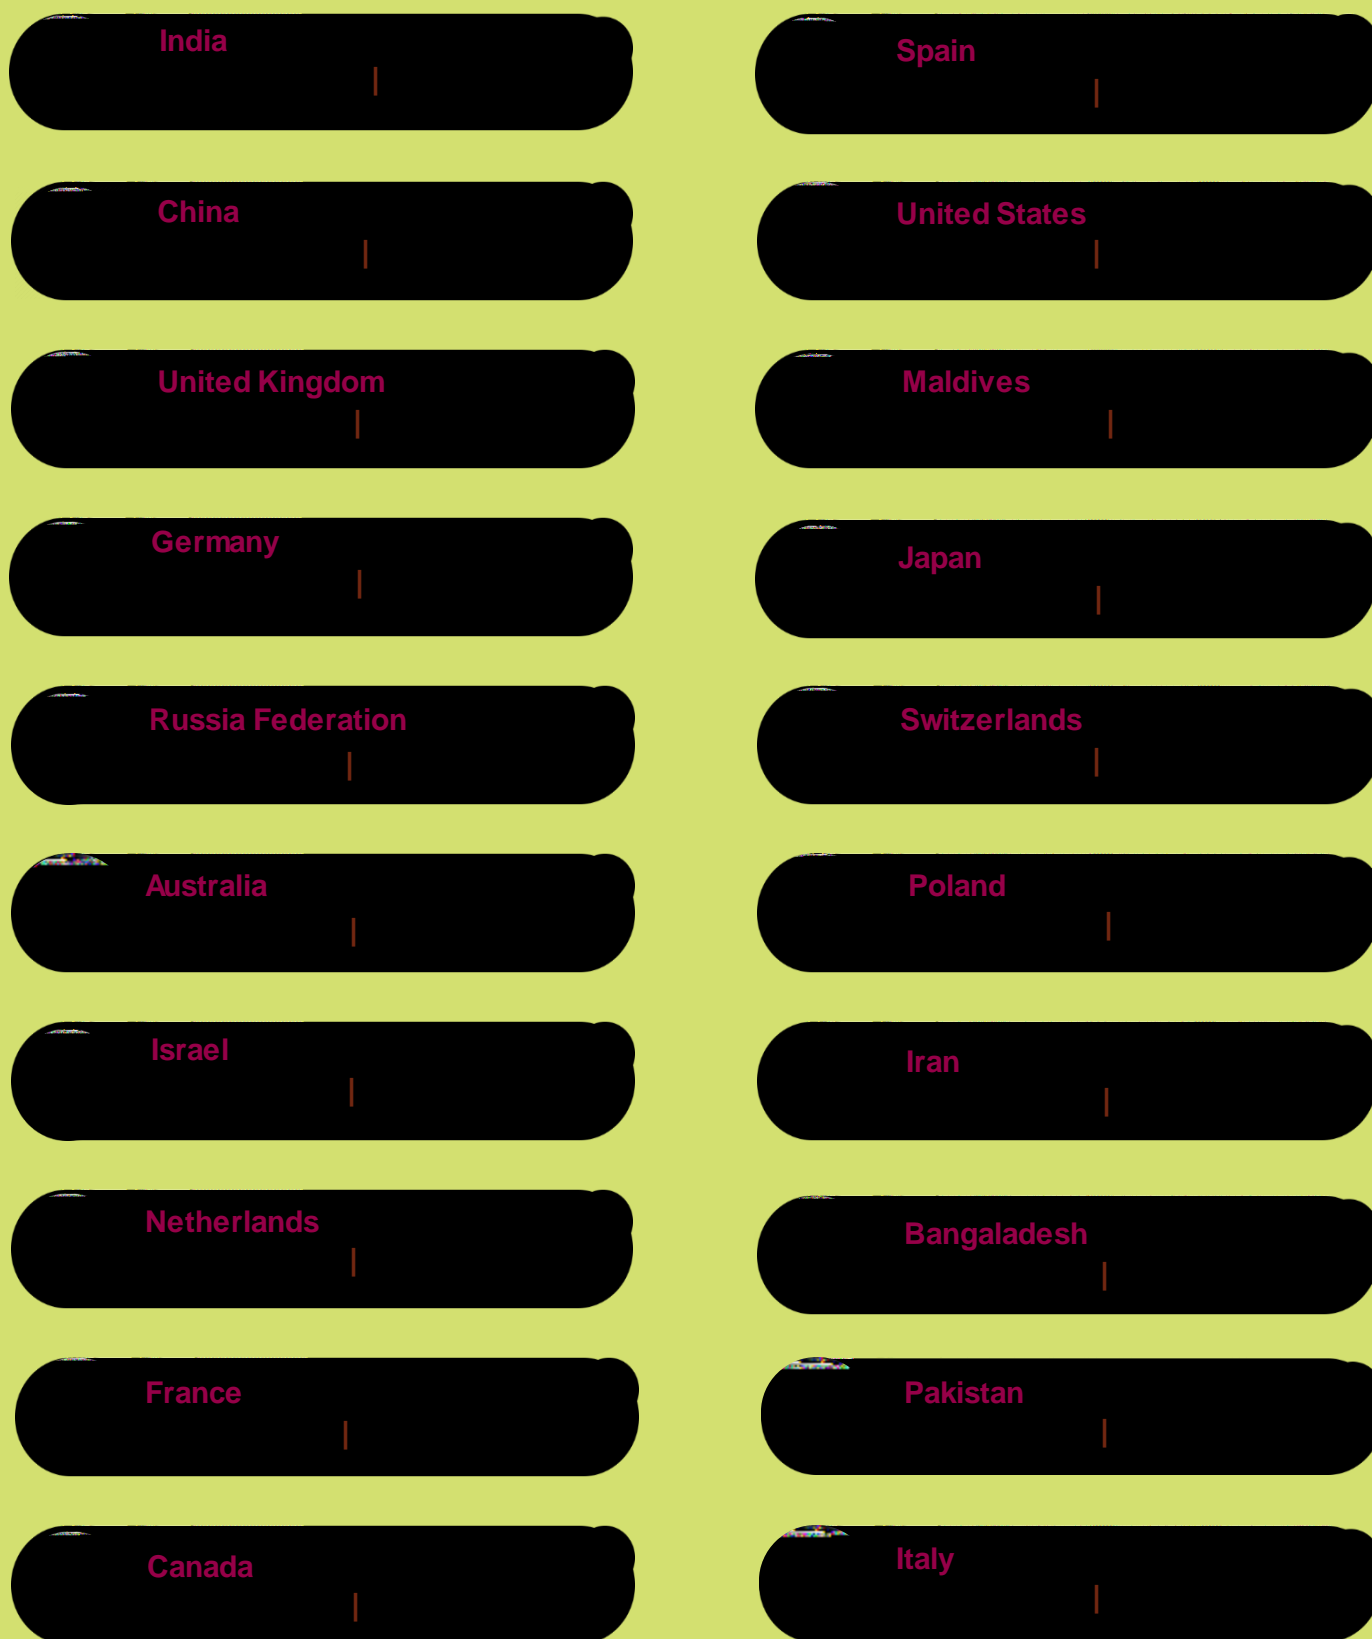 India
|
Spain
|
China
|
United States
|
United Kingdom
|
Maldives
|
Germany
|
Japan
|
Russia Federation
|
Switzerlands
|
Australia
|
Poland
|
Israel
|
Iran
|
Netherlands
|
Bangaladesh
|
France
|
Pakistan
|
Canada
|
Italy
|